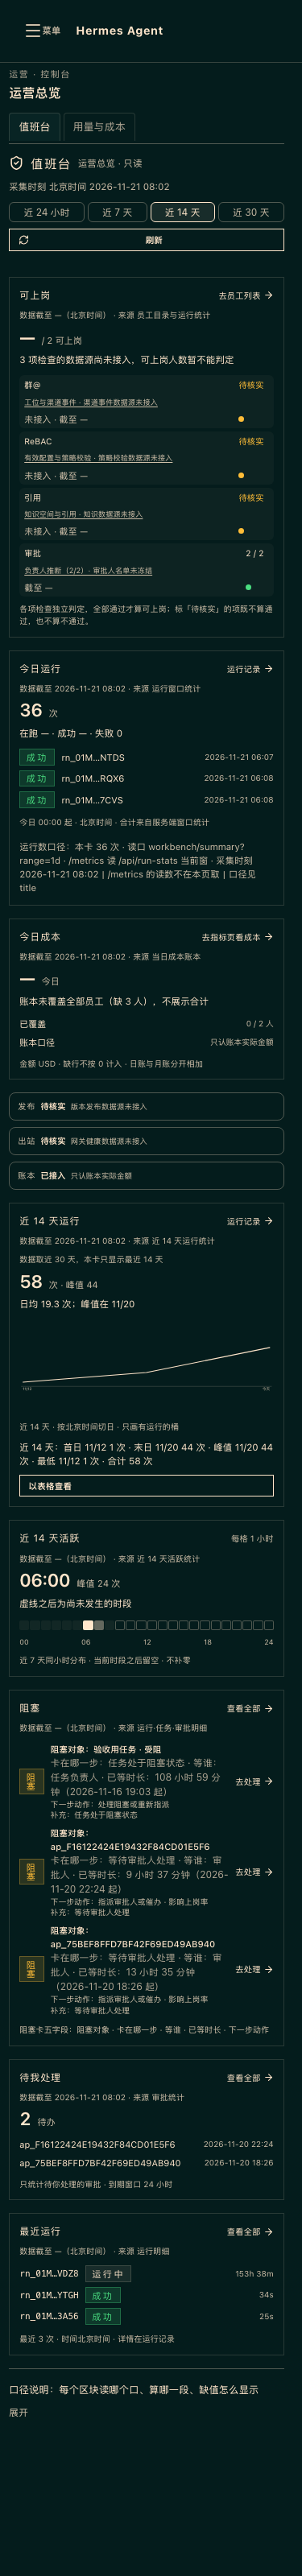 菜单 Hermes Agent
运营 · 控制台
运营总览
值班台 用量与成本
值班台 运营总览 · 只读
采集时刻 北京时间 2026-11-21 08:02
近 24 小时 近 7 天 近 14 天 近 30 天
刷新
可上岗 去员工列表 →
数据截至 —（北京时间） · 来源 员工目录与运行统计
— / 2 可上岗
3 项检查的数据源尚未接入，可上岗人数暂不能判定
群@ 待核实
工位与渠道事件 · 渠道事件数据源未接入
未接入 · 截至 —
ReBAC 待核实
有效配置与策略校验 · 策略校验数据源未接入
未接入 · 截至 —
引用 待核实
知识空间与引用 · 知识数据源未接入
未接入 · 截至 —
审批 2 / 2
负责人推断（2/2） · 审批人名单未冻结
截至 —
各项检查独立判定，全部通过才算可上岗；标「待核实」的项既不算通
过，也不算不通过。
今日运行 运行记录 →
数据截至 2026-11-21 08:02 · 来源 运行窗口统计
36 次
在跑 — · 成功 — · 失败 0
成功 rn_01M…NTDS 2026-11-21 06:07
成功 rn_01M…RQX6 2026-11-21 06:08
成功 rn_01M…7CVS 2026-11-21 06:08
今日 00:00 起 · 北京时间 · 合计来自服务端窗口统计
运行数口径：本卡 36 次 · 读口 workbench/summary?
range=1d · /metrics 读 /api/run-stats 当前窗 · 采集时刻
2026-11-21 08:02 | /metrics 的读数不在本页取 | 口径见
title
今日成本 去指标页看成本 →
数据截至 2026-11-21 08:02 · 来源 当日成本账本
— 今日
账本未覆盖全部员工（缺 3 人），不展示合计
已覆盖 0 / 2 人
账本口径 只认账本实际金额
金额 USD · 缺行不按 0 计入 · 日账与月账分开相加
发布 待核实 版本发布数据源未接入
出站 待核实 网关健康数据源未接入
账本 已接入 只认账本实际金额
近 14 天运行 运行记录 →
数据截至 2026-11-21 08:02 · 来源 近 14 天运行统计
数据取近 30 天，本卡只显示最近 14 天
58 次 · 峰值 44
日均 19.3 次；峰值在 11/20
近 14 天 · 按北京时间切日 · 只画有运行的桶
近 14 天：首日 11/12 1 次 · 末日 11/20 44 次 · 峰值 11/20 44
次 · 最低 11/12 1 次 · 合计 58 次
以表格查看
近 14 天活跃 每格 1 小时
数据截至 —（北京时间） · 来源 近 14 天活跃统计
06:00 峰值 24 次
虚线之后为尚未发生的时段
00 06 12 18 24
近 7 天同小时分布 · 当前时段之后留空 · 不补零
阻塞 查看全部 →
数据截至 —（北京时间） · 来源 运行·任务·审批明细
阻塞 阻塞对象：验收用任务 · 受阻
卡在哪一步：任务处于阻塞状态 · 等谁：
任务负责人 · 已等时长：108 小时 59 分
钟（2026-11-16 19:03 起）
下一步动作：处理阻塞或重新指派
补充：任务处于阻塞状态
去处理 →
阻塞 阻塞对象：
ap_F16122424E19432F84CD01E5F6
卡在哪一步：等待审批人处理 · 等谁：审
批人 · 已等时长：9 小时 37 分钟（2026-
11-20 22:24 起）
下一步动作：指派审批人或催办 · 影响上岗率
补充：等待审批人处理
去处理 →
阻塞 阻塞对象：
ap_75BEF8FFD7BF42F69ED49AB940
卡在哪一步：等待审批人处理 · 等谁：审
批人 · 已等时长：13 小时 35 分钟
（2026-11-20 18:26 起）
下一步动作：指派审批人或催办 · 影响上岗率
补充：等待审批人处理
去处理 →
阻塞卡五字段：阻塞对象 · 卡在哪一步 · 等谁 · 已等时长 · 下一步动作
待我处理 查看全部 →
数据截至 2026-11-21 08:02 · 来源 审批统计
2 待办
ap_F16122424E19432F84CD01E5F6 2026-11-20 22:24
ap_75BEF8FFD7BF42F69ED49AB940 2026-11-20 18:26
只统计待你处理的审批 · 到期窗口 24 小时
最近运行 查看全部 →
数据截至 —（北京时间） · 来源 运行明细
rn_01M…VDZ8 运行中 153h 38m
rn_01M…YTGH 成功 34s
rn_01M…3A56 成功 25s
最近 3 次 · 时间北京时间 · 详情在运行记录
口径说明：每个区块读哪个口、算哪一段、缺值怎么显示
展开